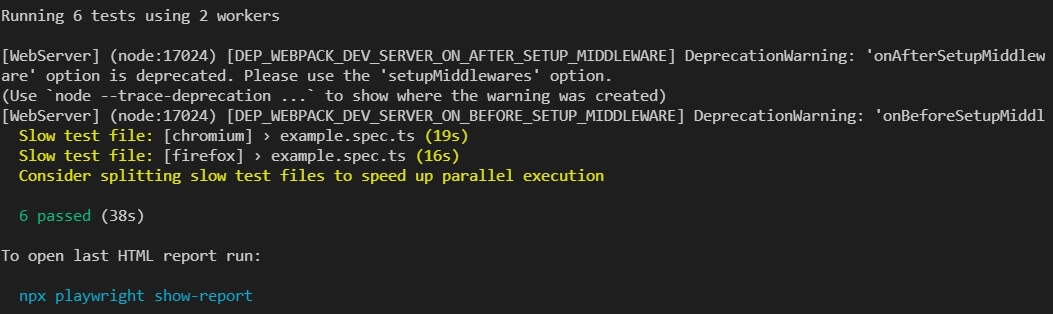 Running 6 tests using 2 workers
[WebServer] (node:17024) [DEP_WEBPACK_DEV_SERVER_ON_AFTER_SETUP_MIDDLEWARE] DeprecationWarning: 'onAfterSetupMiddlew
are' option is deprecated. Please use the 'setupMiddlewares' option.
(Use `node --trace-deprecation ...` to show where the warning was created)
[WebServer] (node:17024) [DEP_WEBPACK_DEV_SERVER_ON_BEFORE_SETUP_MIDDLEWARE] DeprecationWarning: 'onBeforeSetupMiddl
Slow test file: [chromium] › example.spec.ts (19s)
Slow test file: [firefox] › example.spec.ts (16s)
Consider splitting slow test files to speed up parallel execution
6 passed (38s)
To open last HTML report run:
npx playwright show-report